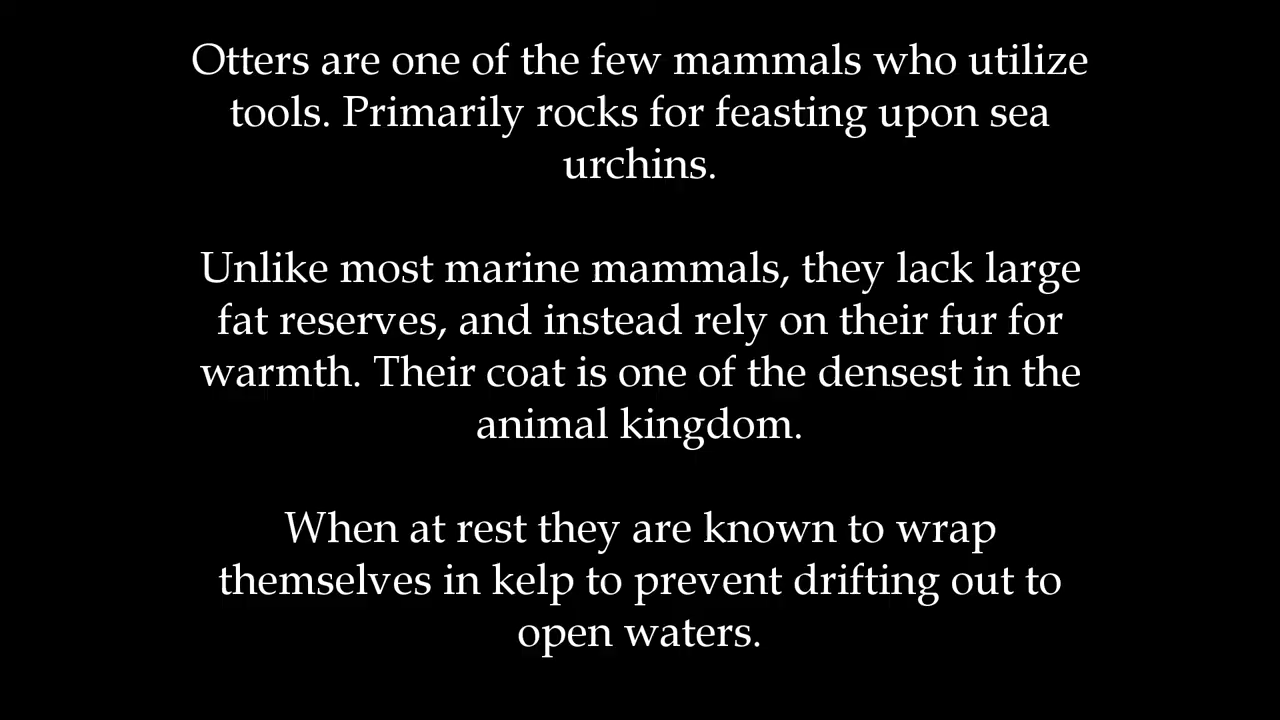 Otters are one of the few mammals who utilize
tools. Primarily rocks for feasting upon sea
urchins.
Unlike most marine mammals, they lack large
fat reserves, and instead rely on their fur for
warmth. Their coat is one of the densest in the
animal kingdom.
When at rest they are known to wrap
themselves in kelp to prevent drifting out to
open waters.